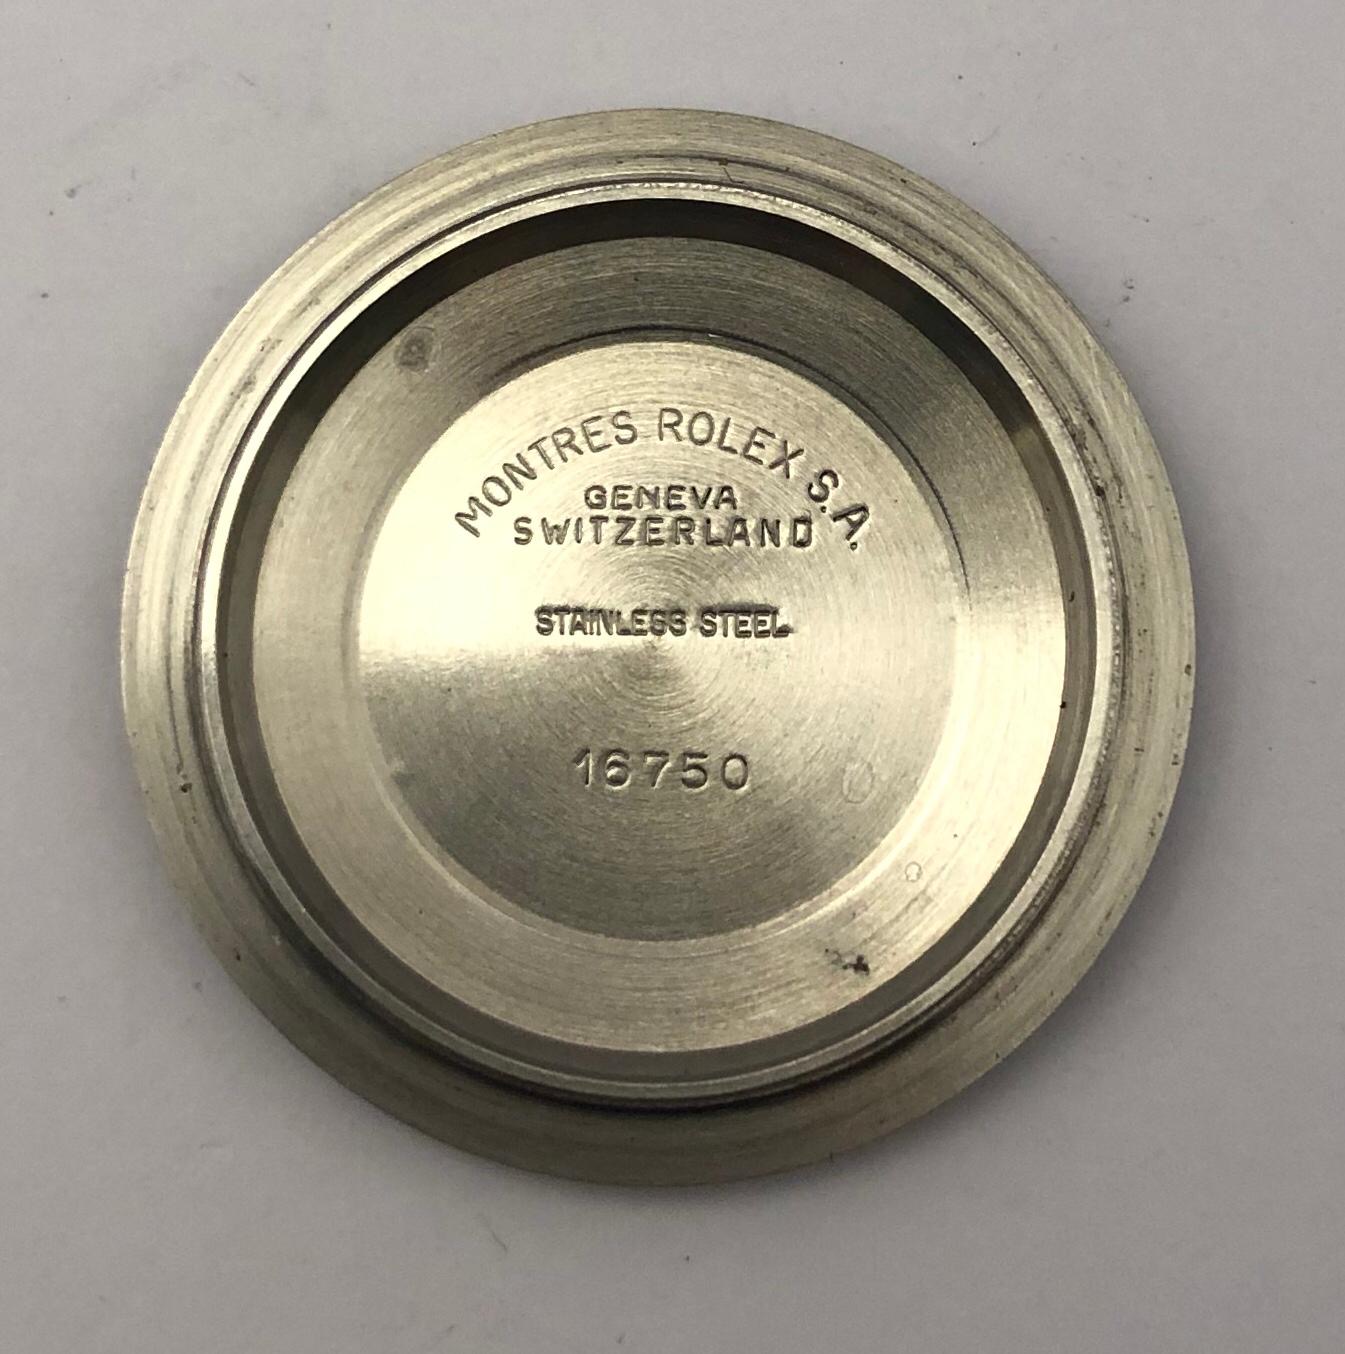 MONTRES ROLEX S.A.
GENEVA
SWITZERLAND
STAINLESS STEEL
16750